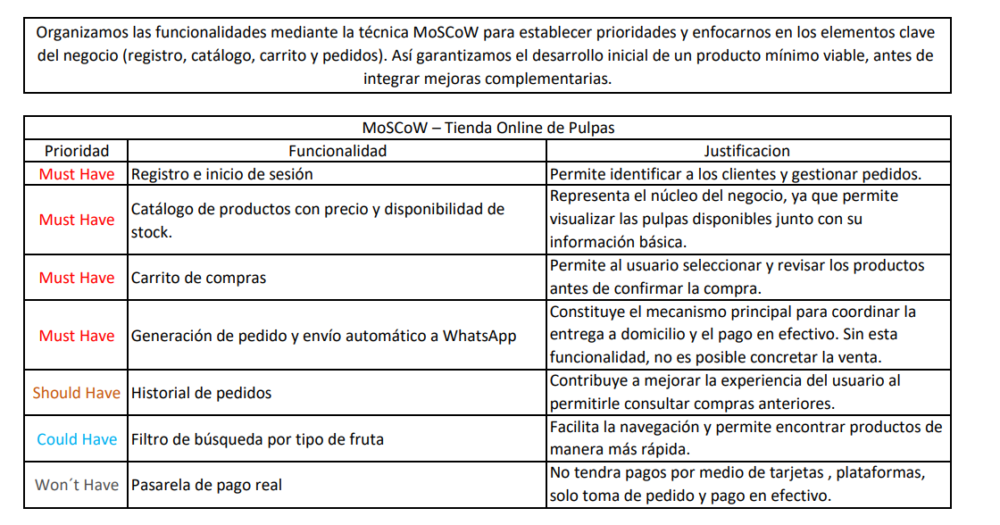 Organizamos las funcionalidades mediante la técnica MoSCoW para establecer prioridades y enfocarnos en los elementos clave
del negocio (registro, catálogo, carrito y pedidos). Así garantizamos el desarrollo inicial de un producto mínimo viable, antes de
integrar mejoras complementarias.
MoSCoW – Tienda Online de Pulpas
Prioridad Funcionalidad Justificacion
Must Have Registro e inicio de sesión Permite identificar a los clientes y gestionar pedidos.
Must Have
Catálogo de productos con precio y disponibilidad de
stock.
Representa el núcleo del negocio, ya que permite
visualizar las pulpas disponibles junto con su
información básica.
Must Have
Carrito de compras
Permite al usuario seleccionar y revisar los productos
antes de confirmar la compra.
Must Have
Generación de pedido y envío automático a WhatsApp
Constituye el mecanismo principal para coordinar la
entrega a domicilio y el pago en efectivo. Sin esta
funcionalidad, no es posible concretar la venta.
Should Have
Historial de pedidos
Contribuye a mejorar la experiencia del usuario al
permitirle consultar compras anteriores.
Could Have
Filtro de búsqueda por tipo de fruta
Facilita la navegación y permite encontrar productos de
manera más rápida.
Won´t Have
Pasarela de pago real
No tendra pagos por medio de tarjetas , plataformas,
solo toma de pedido y pago en efectivo.